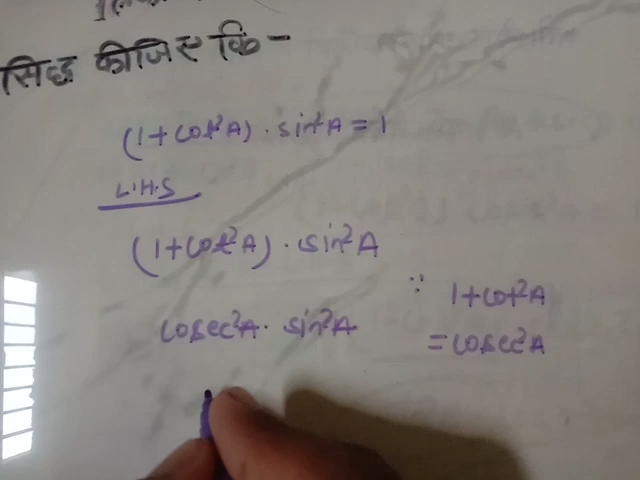 सिद्ध कीजिए कि-
(1+cot²A) . sin²A = 1
L.H.S
(1+cot²A) . sin²A
∵ 1+cot²A
cosec²A . sin²A
= cosec²A